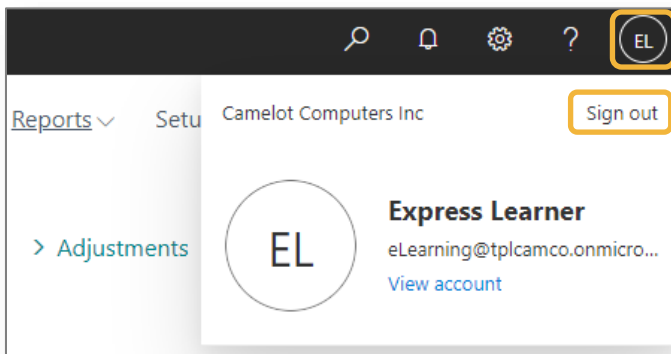 ? EL
Reports Setu Camelot Computers Inc Sign out
Express Learner
> Adjustments EL eLearning@tplcamco.onmicro...
View account